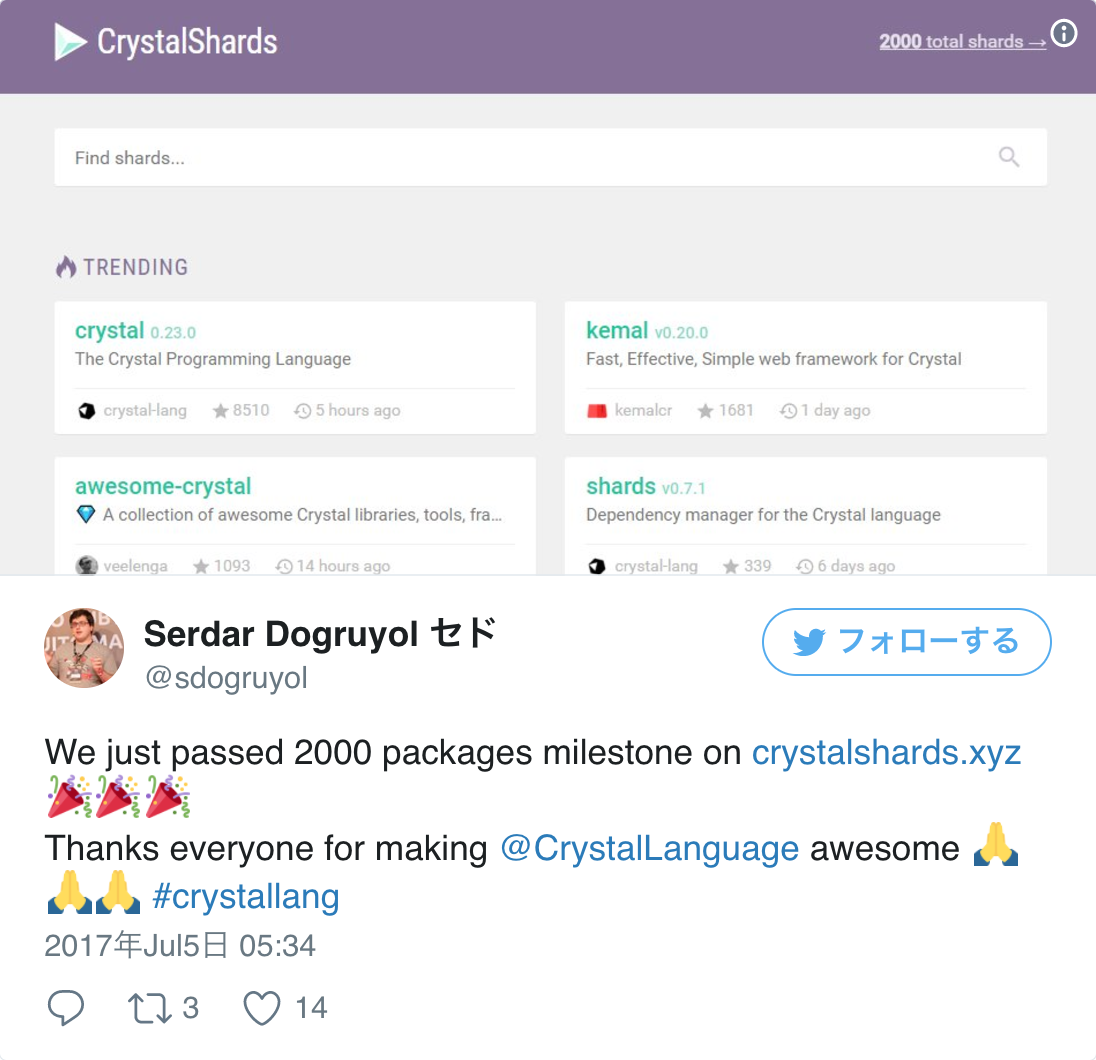 CrystalShards
2000 total shards →
Find shards...
TRENDING
crystal 0.23.0
The Crystal Programming Language
crystal-lang 8510 5 hours ago
kemal v0.20.0
Fast, Effective, Simple web framework for Crystal
kemalcr 1681 1 day ago
awesome-crystal
💎 A collection of awesome Crystal libraries, tools, fra...
veelenga 1093 14 hours ago
shards v0.7.1
Dependency manager for the Crystal language
crystal-lang 339 6 days ago
Serdar Dogruyol セド
@sdogruyol
フォローする
We just passed 2000 packages milestone on crystalshards.xyz
🎉🎉🎉
Thanks everyone for making @CrystalLanguage awesome 🙏
🙏🙏 #crystallang
2017年Jul5日 05:34
3 14